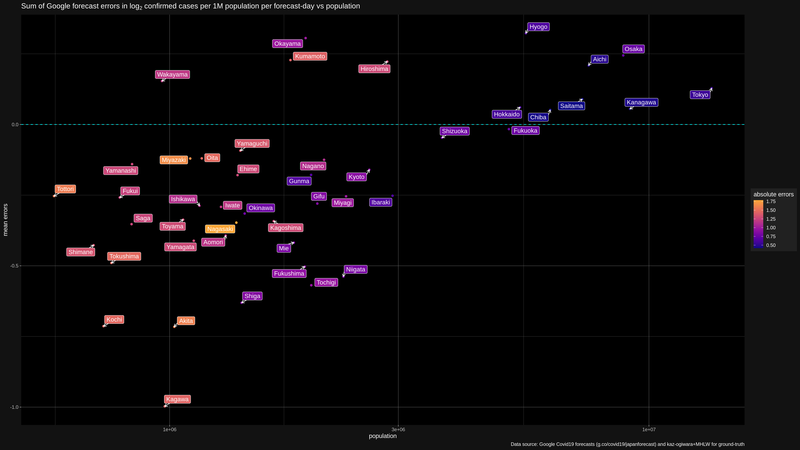 Sum of Google forecast errors in log2 confirmed cases per 1M population per forecast-day vs population
Hyogo
Okayama
Osaka
Kumamoto
Aichi
Hiroshima
Wakayama
Tokyo
Kanagawa
Saitama
Hokkaido
Chiba
0.0
Shizuoka
Fukuoka
Yamaguchi
Miyazaki
Oita
Nagano
Yamanashi
Ehime
Kyoto
Gunma
absolute errors
1.75
1.50
1.25
1.00
0.75
0.50
Tottori
Fukui
Ishikawa
Gifu
Iwate
Okinawa
Miyagi
Ibaraki
mean errors
Saga
Toyama
Nagasaki
Kagoshima
Aomori
Yamagata
Mie
Shimane
Tokushima
-0.5
Fukushima
Niigata
Tochigi
Shiga
Kochi
Akita
Kagawa
-1.0
1e+06
3e+06
1e+07
population
Data source: Google Covid19 forecasts (g.co/covid19/japanforecast) and kaz-ogiwara+MHLW for ground-truth